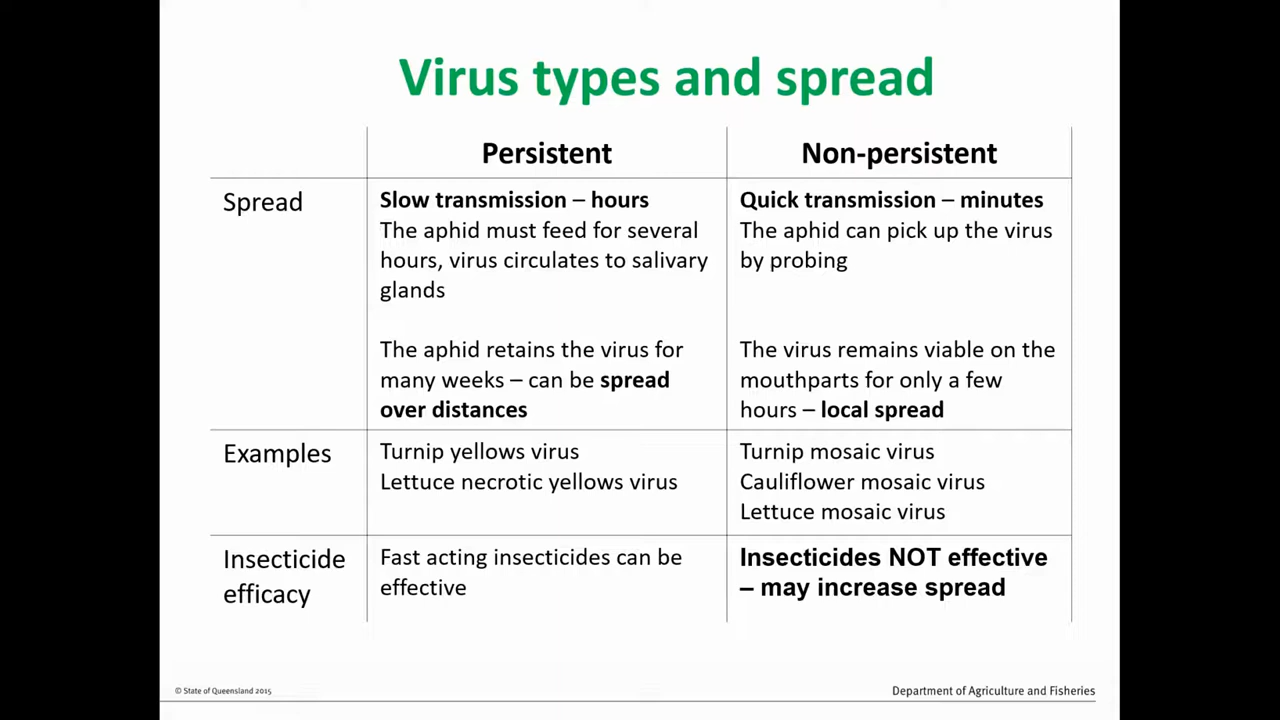 Virus types and spread
Persistent
Non-persistent
Spread
Slow transmission – hours
The aphid must feed for several
hours, virus circulates to salivary
glands
The aphid retains the virus for
many weeks – can be spread
over distances
Quick transmission – minutes
The aphid can pick up the virus
by probing
The virus remains viable on the
mouthparts for only a few
hours – local spread
Examples
Turnip yellows virus
Lettuce necrotic yellows virus
Turnip mosaic virus
Cauliflower mosaic virus
Lettuce mosaic virus
Insecticide
efficacy
Fast acting insecticides can be
effective
Insecticides NOT effective
– may increase spread
© State of Queensland 2015
Department of Agriculture and Fisheries